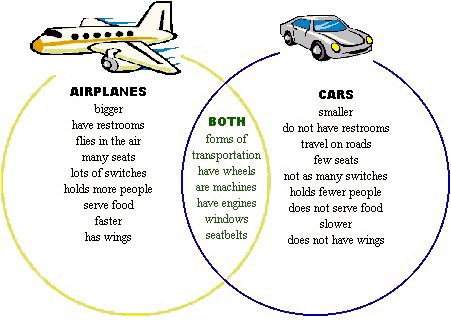 AIRPLANES
bigger
have restrooms
flies in the air
many seats
lots of switches
holds more people
serve food
faster
has wings
BOTH
forms of
transportation
have wheels
are machines
have engines
windows
seatbelts
CARS
smaller
do not have restrooms
travel on roads
few seats
not as many switches
holds fewer people
does not serve food
slower
does not have wings